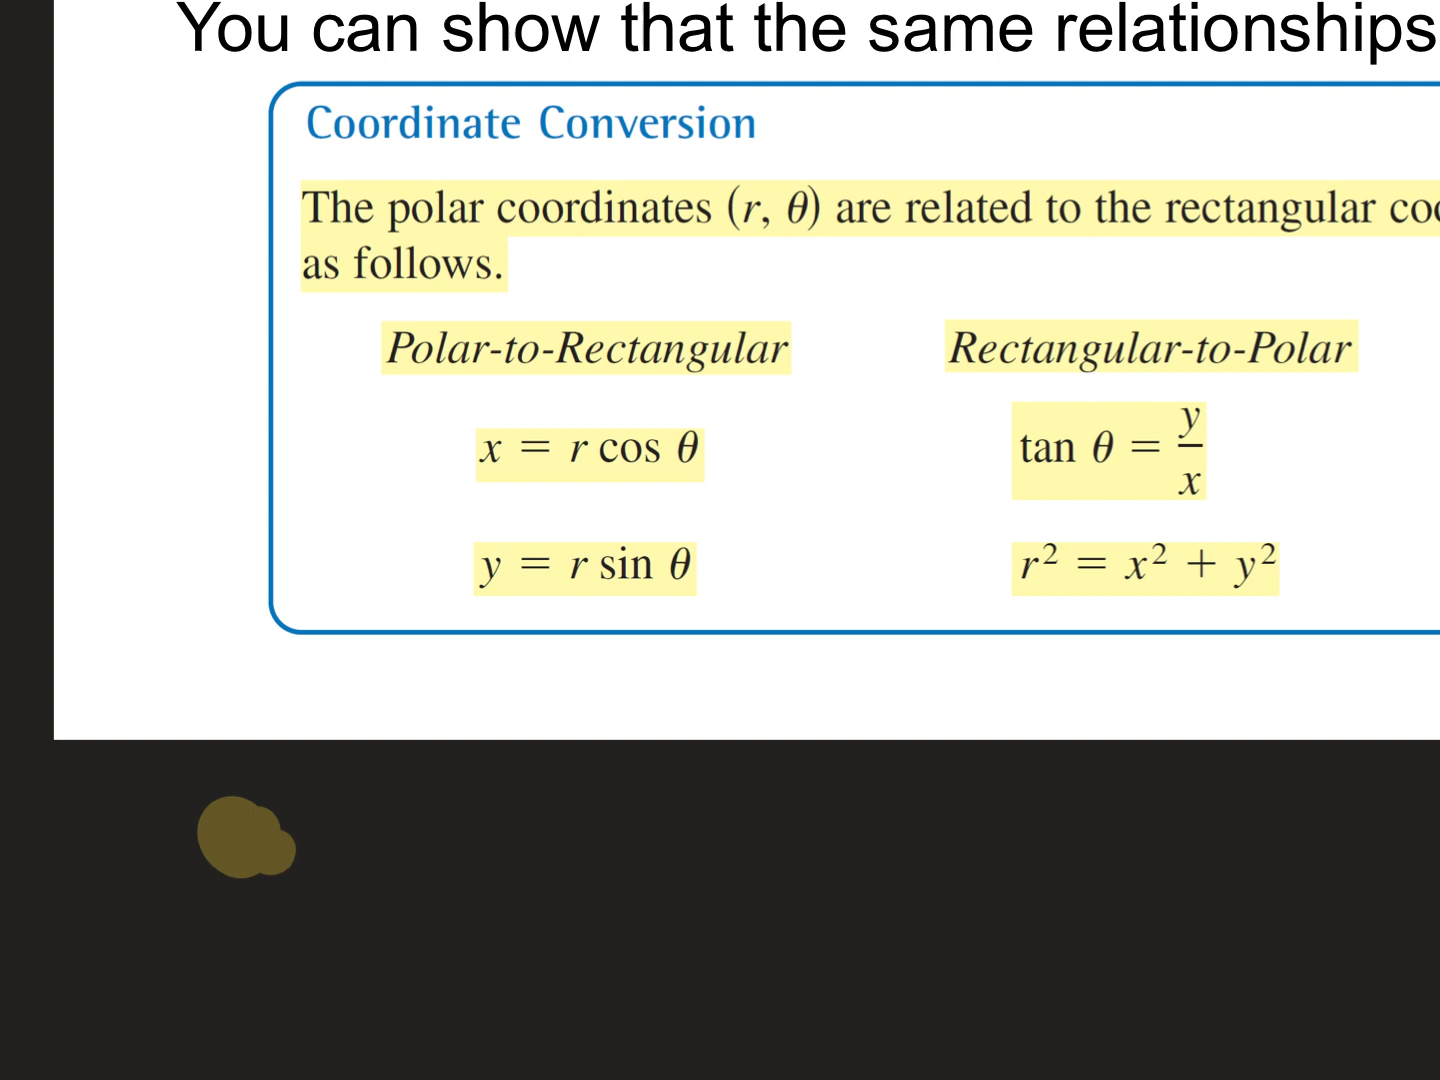 You can show that the same relationships
Coordinate Conversion
The polar coordinates (r, θ) are related to the rectangular
as follows.
Polar-to-Rectangular Rectangular-to-Polar
x = r cos θ tan θ = y/x
y = r sin θ r² = x² + y²